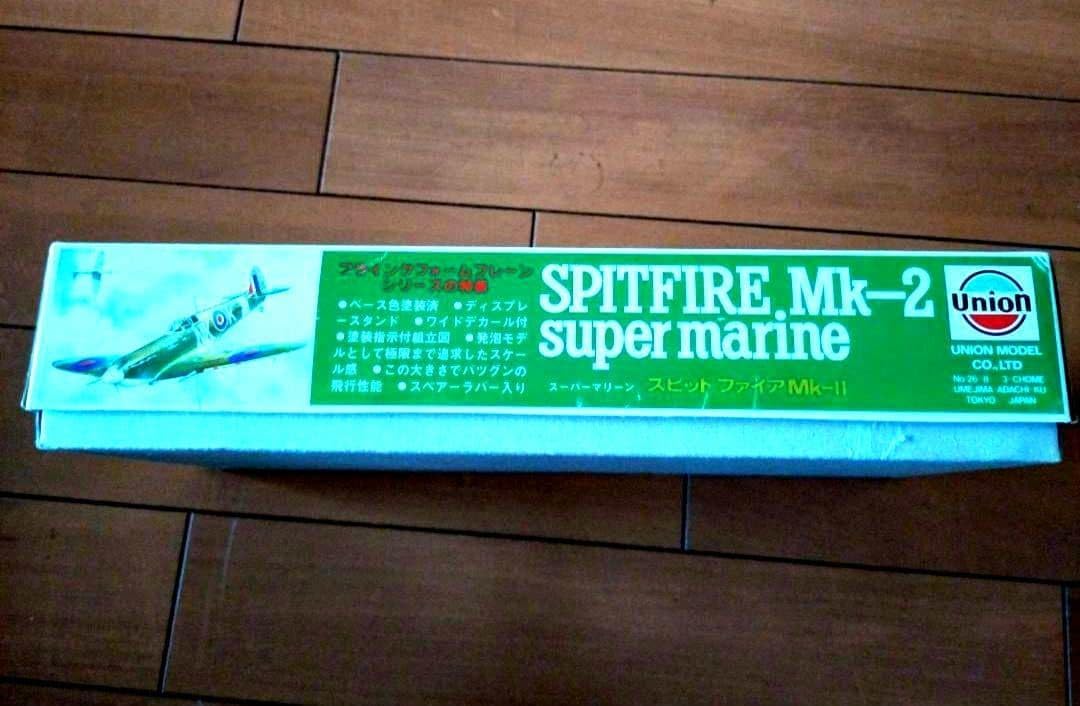 フライングフォームプレーン
シリーズの特長
●ベース色塗装済 ●ディスプレ
ースタンド ●ワイドデカール付
●塗装指示付組立図 ●発泡モデ
ルとして極限まで追求したスケー
ル感 ●この大きさでバツグンの
飛行性能 ●スペアーラバー入り
SPITFIRE Mk-2
supermarine
スーパーマリーン スピットファイアMk-II
Union
UNION MODEL
CO.,LTD
No 26 8 3 CHOME
UMEJIMA ADACHI KU
TOKYO JAPAN